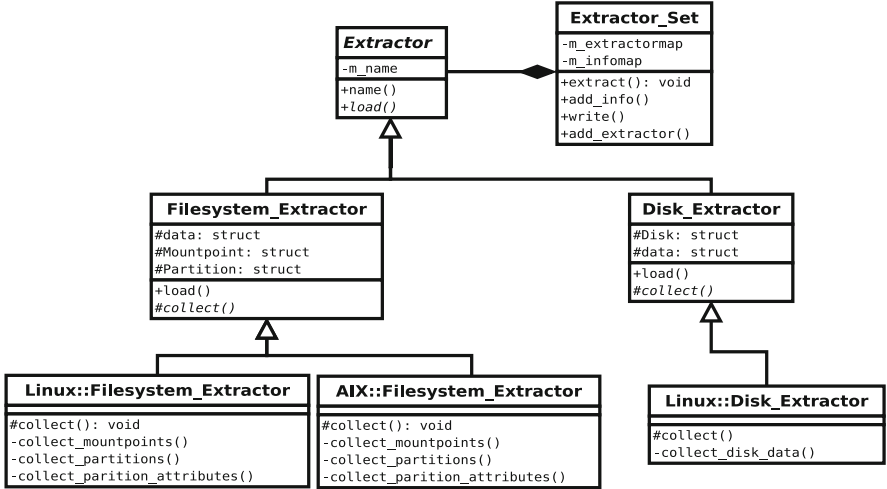 Extractor
-m_name
+name()
+load()
Extractor_Set
-m_extractormap
-m_infomap
+extract(): void
+add_info()
+write()
+add_extractor()
Filesystem_Extractor
#data: struct
#Mountpoint: struct
#Partition: struct
+load()
#collect()
Disk_Extractor
#Disk: struct
#data: struct
+load()
#collect()
Linux::Filesystem_Extractor
#collect(): void
-collect_mountpoints()
-collect_partitions()
-collect_parition_attributes()
AIX::Filesystem_Extractor
#collect(): void
-collect_mountpoints()
-collect_partitions()
-collect_parition_attributes()
Linux::Disk_Extractor
#collect()
-collect_disk_data()